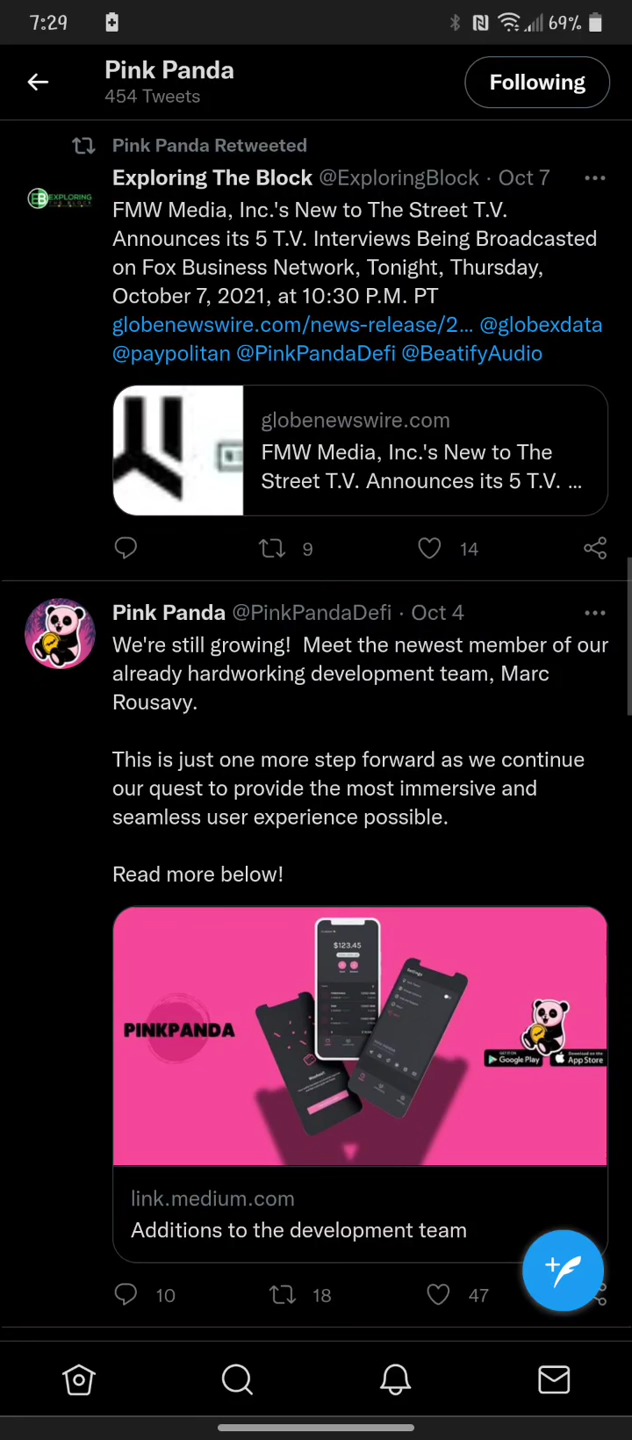 7:29
69%
Pink Panda
454 Tweets
Following
Pink Panda Retweeted
Exploring The Block @ExploringBlock · Oct 7
EXPLORING
FMW Media, Inc.'s New to The Street T.V.
Announces its 5 T.V. Interviews Being Broadcasted
on Fox Business Network, Tonight, Thursday,
October 7, 2021, at 10:30 P.M. PT
globenewswire.com/news-release/2... @globexdata
@paypolitan @PinkPandaDefi @BeatifyAudio
globenewswire.com
FMW Media, Inc.'s New to The
Street T.V. Announces its 5 T.V. ...
9
14
Pink Panda @PinkPandaDefi · Oct 4
We're still growing!  Meet the newest member of our
already hardworking development team, Marc
Rousavy.
This is just one more step forward as we continue
our quest to provide the most immersive and
seamless user experience possible.
Read more below!
$123.45
Settings
PINKPANDA
Google Play
App Store
link.medium.com
Additions to the development team
10
18
47